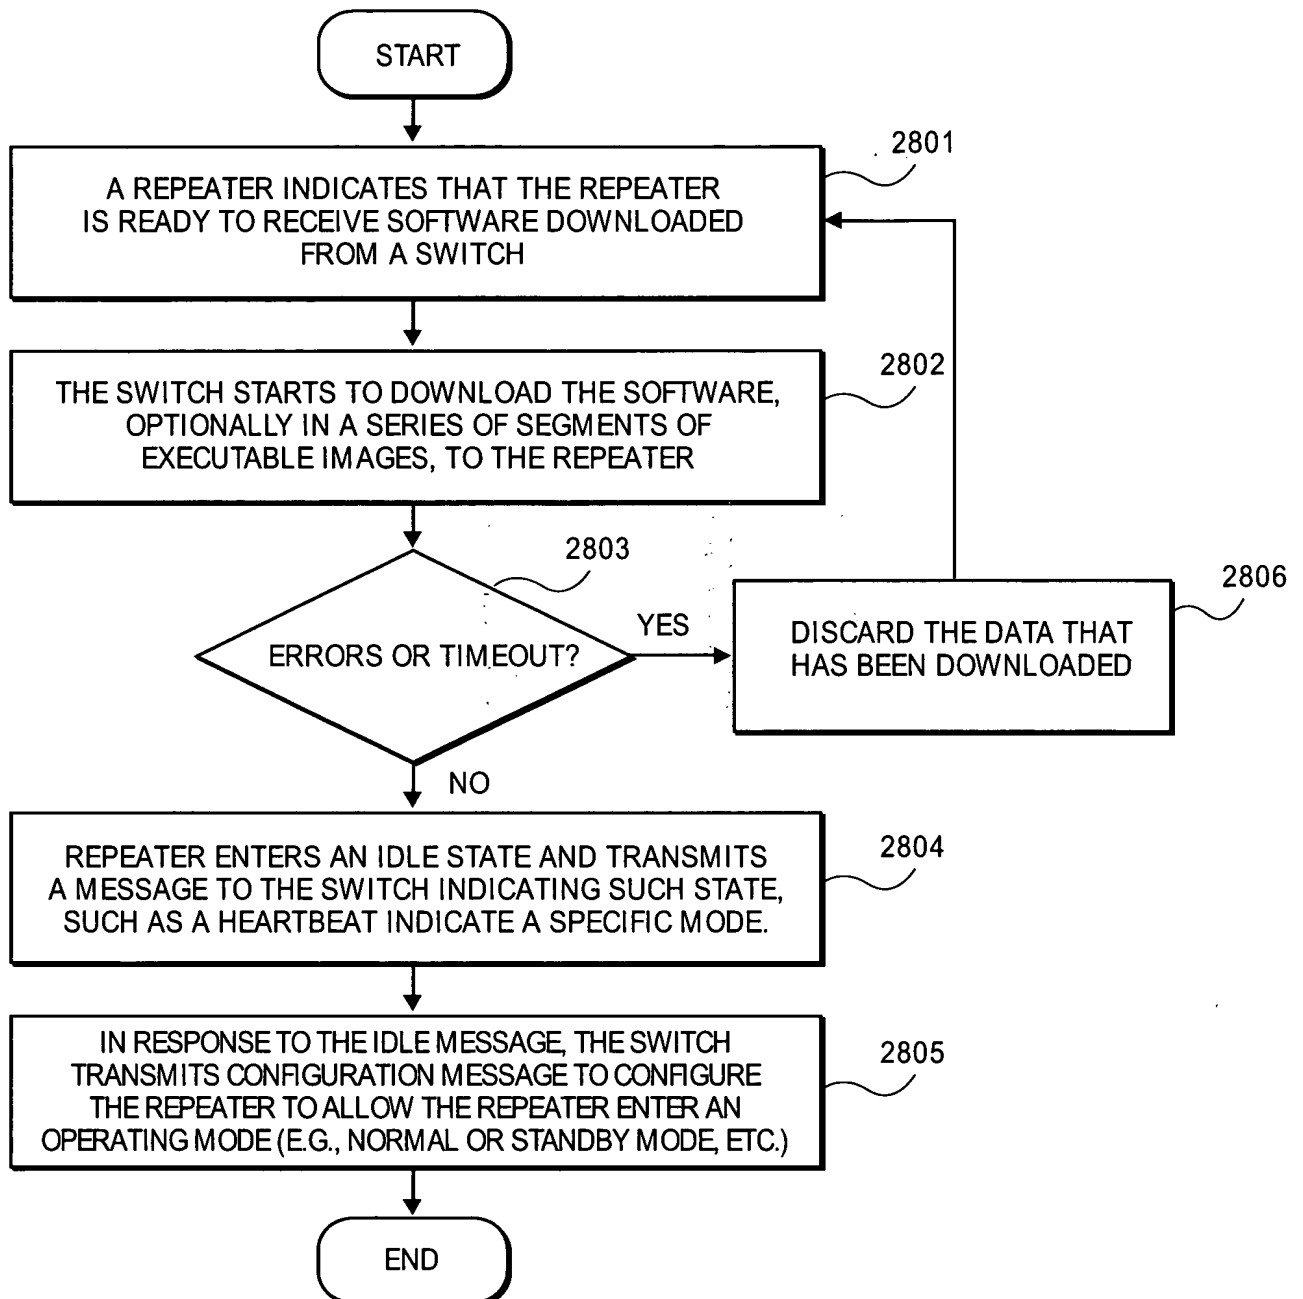 START
2801
A REPEATER INDICATES THAT THE REPEATER
IS READY TO RECEIVE SOFTWARE DOWNLOADED
FROM A SWITCH
2802
THE SWITCH STARTS TO DOWNLOAD THE SOFTWARE,
OPTIONALLY IN A SERIES OF SEGMENTS OF
EXECUTABLE IMAGES, TO THE REPEATER
2803
ERRORS OR TIMEOUT?
YES
2806
DISCARD THE DATA THAT
HAS BEEN DOWNLOADED
NO
2804
REPEATER ENTERS AN IDLE STATE AND TRANSMITS
A MESSAGE TO THE SWITCH INDICATING SUCH STATE,
SUCH AS A HEARTBEAT INDICATE A SPECIFIC MODE.
2805
IN RESPONSE TO THE IDLE MESSAGE, THE SWITCH
TRANSMITS CONFIGURATION MESSAGE TO CONFIGURE
THE REPEATER TO ALLOW THE REPEATER ENTER AN
OPERATING MODE (E.G., NORMAL OR STANDBY MODE, ETC.)
END